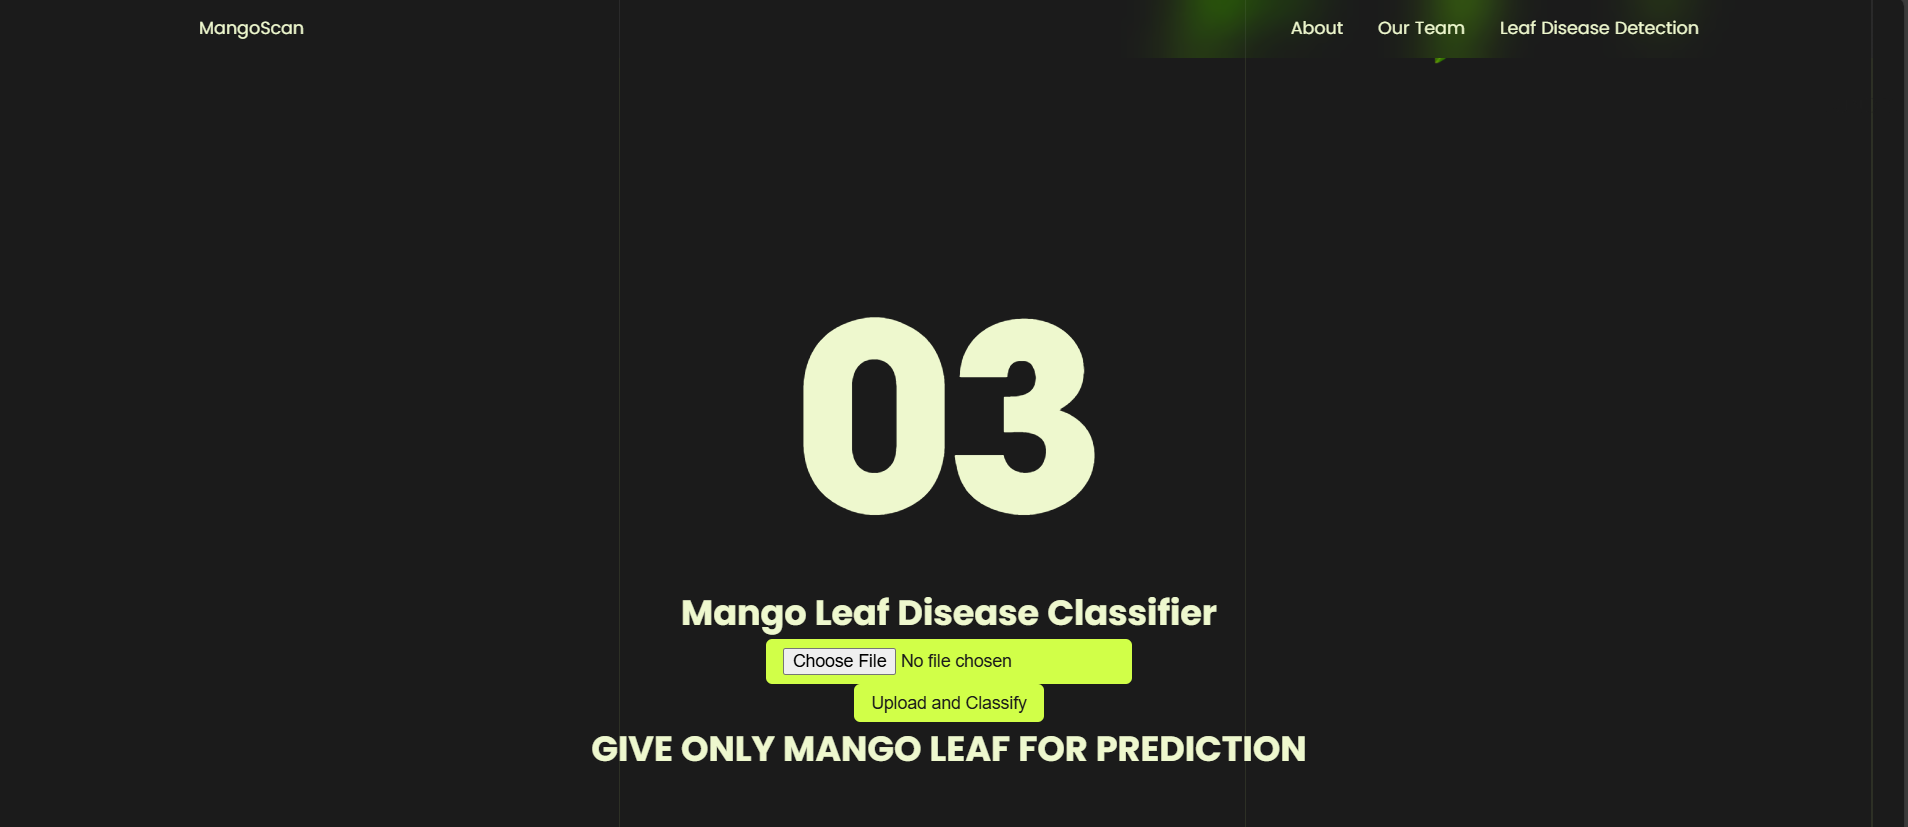 MangoScan About Our Team Leaf Disease Detection
03
Mango Leaf Disease Classifier
Choose File No file chosen
Upload and Classify
GIVE ONLY MANGO LEAF FOR PREDICTION